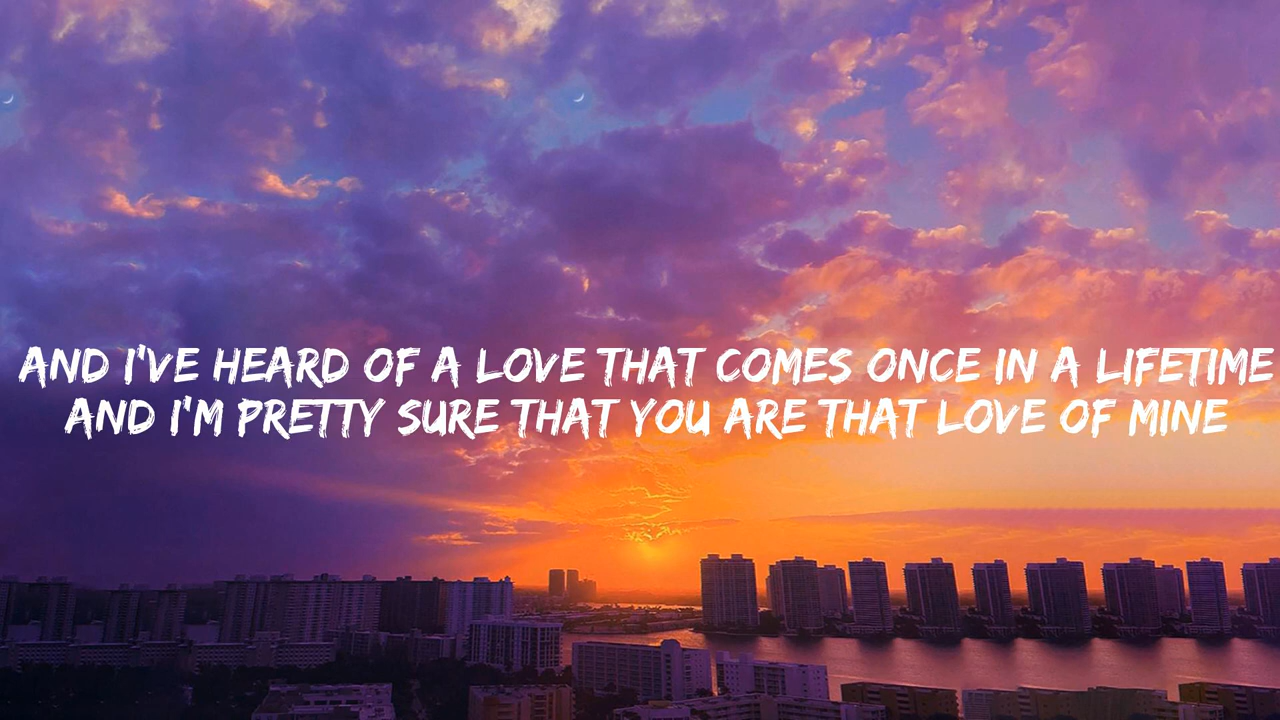 AND I'VE HEARD OF A LOVE THAT COMES ONCE IN A LIFETIME
AND I'M PRETTY SURE THAT YOU ARE THAT LOVE OF MINE